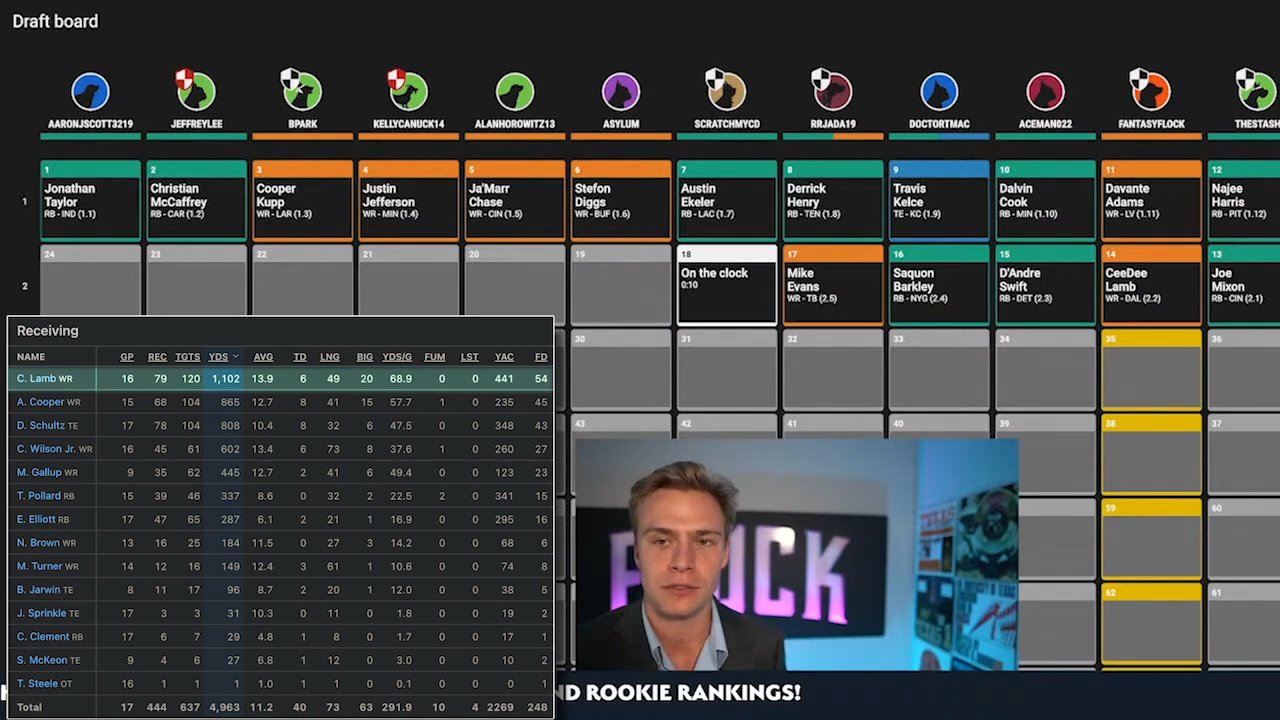 Draft board
AARONJSCOTT3219 JEFFREYLEE BPARK KELLYCANUCK14 ALANHOROWITZ13 ASYLUM SCRATCHMYCD RRJADA19 DOCTORTMAC ACEMAN022 FANTASYFLOCK THESTASH
1 2 3 4 5 6 7 8 9 10 11 12
Jonathan Christian Cooper Justin Ja'Marr Stefon Austin Derrick Travis Dalvin Davante Najee
1 Taylor McCaffrey Kupp Jefferson Chase Diggs Ekeler Henry Kelce Cook Adams Harris
RB - IND (1.1) RB - CAR (1.2) WR - LAR (1.3) WR - MIN (1.4) WR - CIN (1.5) WR - BUF (1.6) RB - LAC (1.7) RB - TEN (1.8) TE - KC (1.9) RB - MIN (1.10) WR - LV (1.11) RB - PIT (1.12)
24 23 22 21 20 19 18 17 16 15 14 13
On the clock Mike Saquon D'Andre CeeDee Joe
2 0:10 Evans Barkley Swift Lamb Mixon
WR - TB (2.5) RB - NYG (2.4) RB - DET (2.3) WR - DAL (2.2) RB - CIN (2.1)
30 31 32 33 34 35 36
43 42 41 40 39 38 37
59 60
62 61
Receiving
NAME GP REC TGTS YDS AVG TD LNG BIG YDS/G FUM LST YAC FD
C. Lamb WR 16 79 120 1,102 13.9 6 49 20 68.9 0 0 441 54
A. Cooper WR 15 68 104 865 12.7 8 41 15 57.7 1 0 235 45
D. Schultz TE 17 78 104 808 10.4 8 32 6 47.5 0 0 348 43
C. Wilson Jr. WR 16 45 61 602 13.4 6 73 8 37.6 1 0 260 27
M. Gallup WR 9 35 62 445 12.7 2 41 6 49.4 0 0 123 23
T. Pollard RB 15 39 46 337 8.6 0 32 2 22.5 2 0 341 15
E. Elliott RB 17 47 65 287 6.1 2 21 1 16.9 0 0 295 16
N. Brown WR 13 16 25 184 11.5 0 27 3 14.2 0 0 68 6
M. Turner WR 14 12 16 149 12.4 3 61 1 10.6 0 0 74 8
B. Jarwin TE 8 11 17 96 8.7 2 20 1 12.0 0 0 38 5
J. Sprinkle TE 17 3 3 31 10.3 0 11 0 1.8 0 0 19 2
C. Clement RB 17 6 7 29 4.8 1 8 0 1.7 0 0 17 1
S. McKeon TE 9 4 6 27 6.8 1 12 0 3.0 0 0 10 2
T. Steele OT 16 1 1 1 1.0 1 1 0 0.1 0 0 0 1
Total 17 444 637 4,963 11.2 40 73 63 291.9 10 4 2269 248
ND ROOKIE RANKINGS!